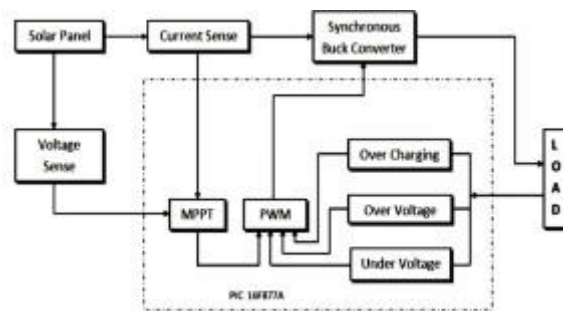 Solar Panel
Current Sense
Synchronous
Buck Converter
Voltage
Sense
Over Charging
L
O
A
D
MPPT
PWM
Over Voltage
Under Voltage
PIC 16F877A